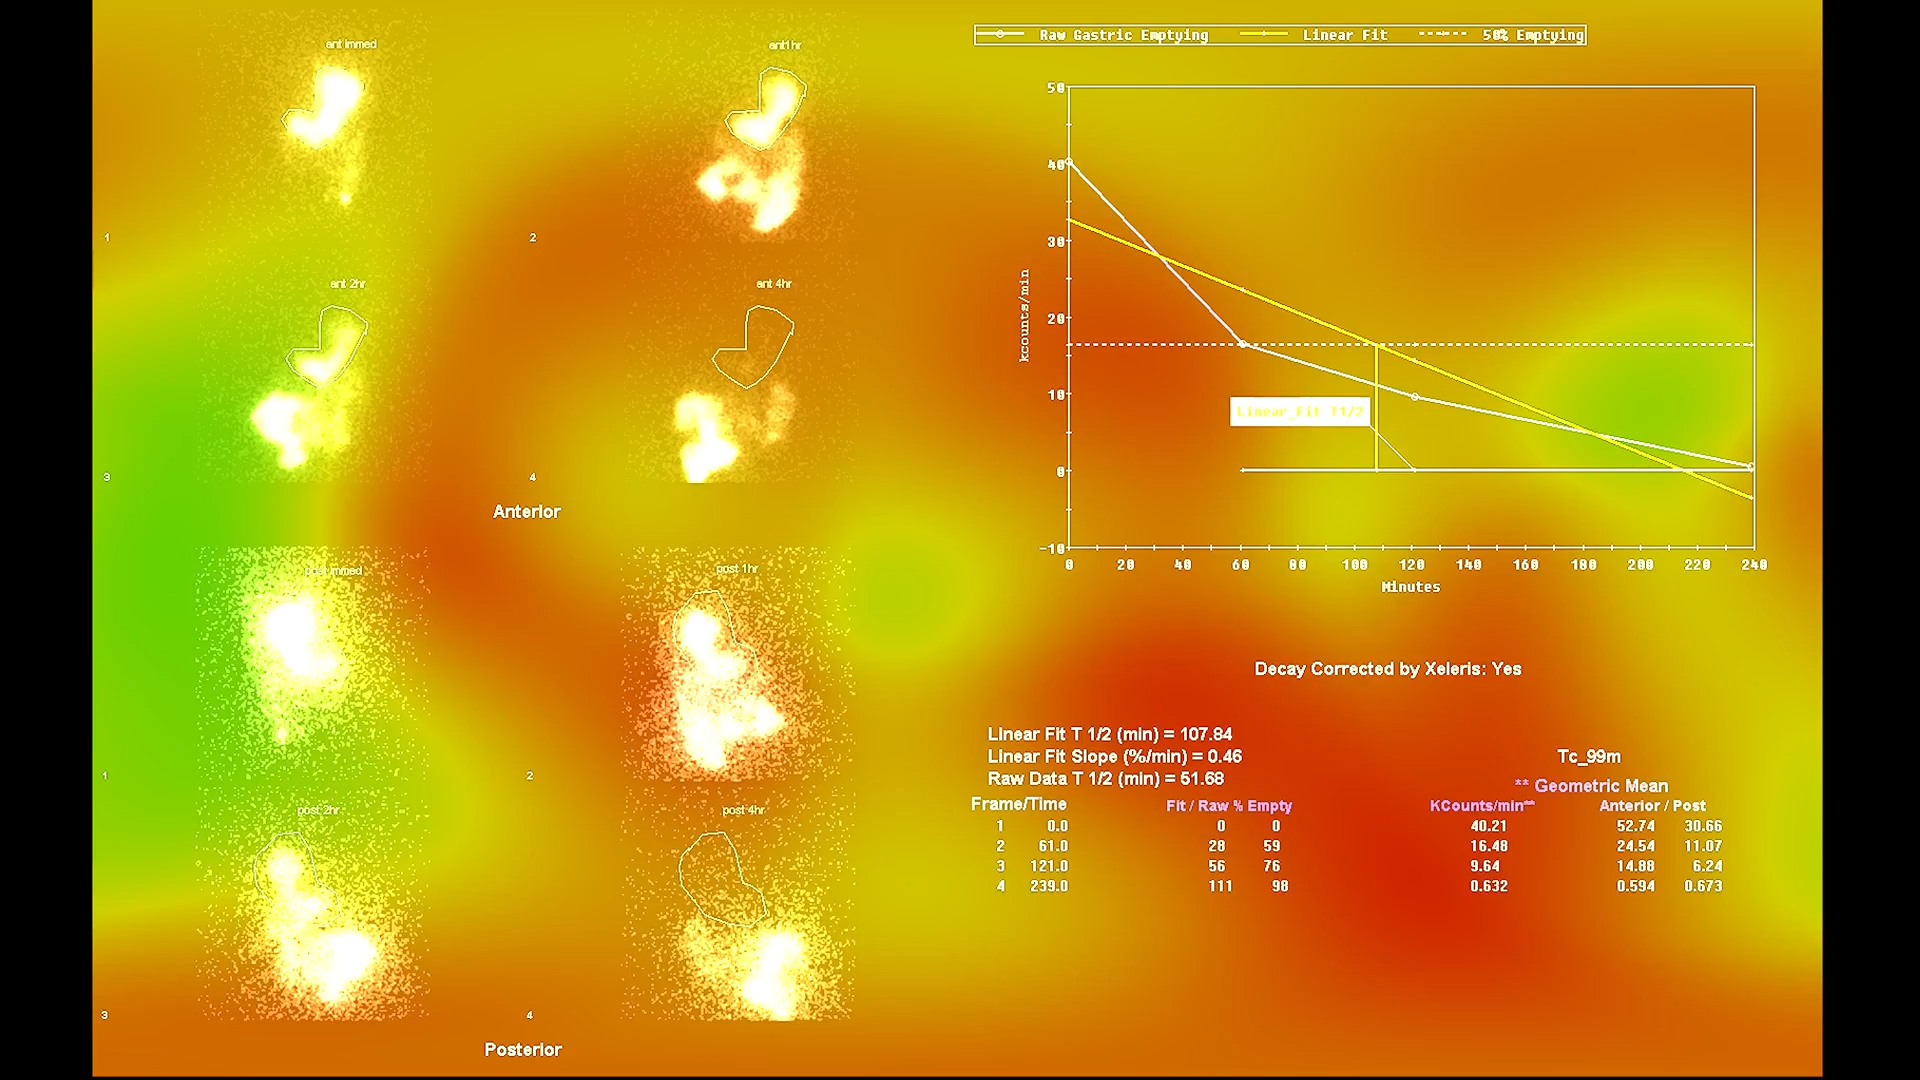 ant immed
ant1hr
1
2
ant 2hr
ant 4hr
3
4
Anterior
post immed
post 1hr
1
2
post 2hr
post 4hr
3
4
Posterior
Raw Gastric Emptying
Linear Fit
50% Emptying
50
40
30
20
10
0
-10
kcounts/min
Linear_fit T1/2
0 20 40 60 80 100 120 140 160 180 200 220 240
Minutes
Decay Corrected by Xeleris: Yes
Linear Fit T 1/2 (min) = 107.84
Linear Fit Slope (%/min) = 0.46
Raw Data T 1/2 (min) = 51.68
Tc_99m
** Geometric Mean
Frame/Time Fit / Raw % Empty KCounts/min** Anterior / Post
1 0.0 0 0 40.21 52.74 30.66
2 61.0 28 59 16.48 24.54 11.07
3 121.0 56 76 9.64 14.88 6.24
4 239.0 111 98 0.632 0.594 0.673